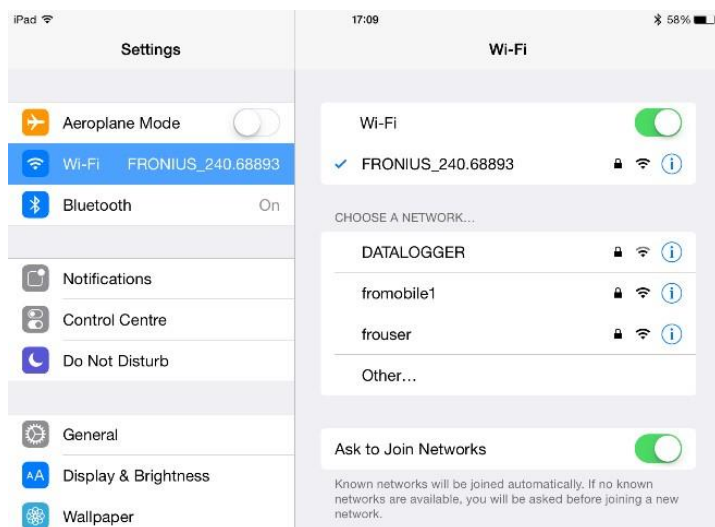 iPad 17:09 58%
Settings
Wi-Fi
Aeroplane Mode
Wi-Fi FRONIUS_240.68893
Bluetooth On
Notifications
Control Centre
Do Not Disturb
General
AA Display & Brightness
Wallpaper
Wi-Fi
FRONIUS_240.68893
CHOOSE A NETWORK...
DATALOGGER
fromobile1
frouser
Other...
Ask to Join Networks
Known networks will be joined automatically. If no known
networks are available, you will be asked before joining a new
network.